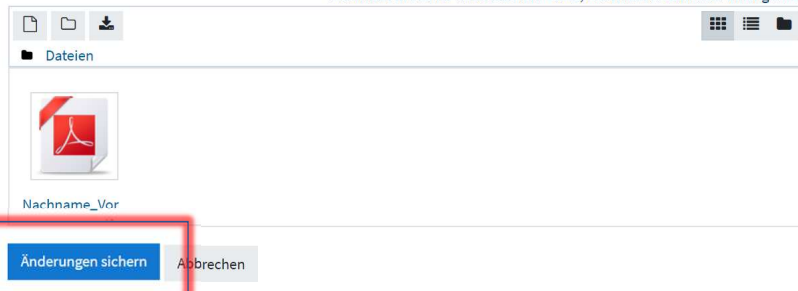 Dateien
Nachname_Vor
Änderungen sichern
Abbrechen